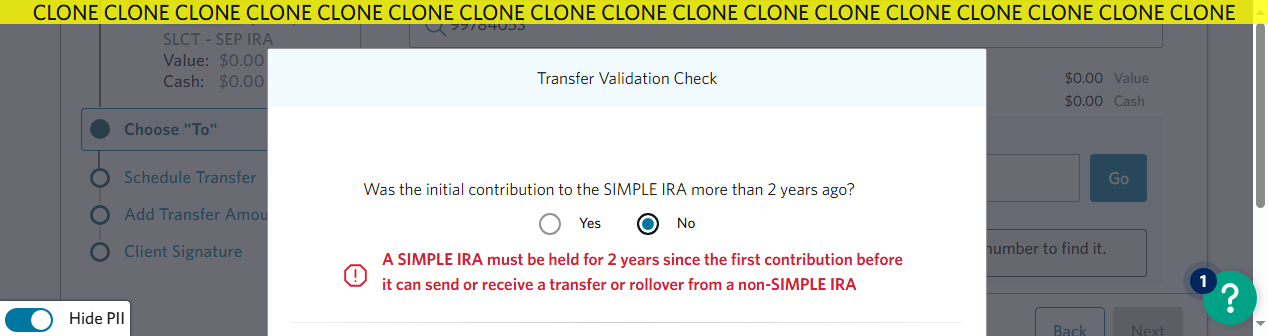 CLONE CLONE CLONE CLONE CLONE CLONE CLONE CLONE CLONE CLONE CLONE CLONE CLONE CLONE CLONE CLONE CLONE
SLCT - SEP IRA
Value: $0.00
Cash: $0.00
Choose "To"
Schedule Transfer
Add Transfer Amou
Client Signature
Hide PII
99784053
Transfer Validation Check
Was the initial contribution to the SIMPLE IRA more than 2 years ago?
Yes No
A SIMPLE IRA must be held for 2 years since the first contribution before
it can send or receive a transfer or rollover from a non-SIMPLE IRA
$0.00 Value
$0.00 Cash
Go
number to find it.
1
?
Back Next